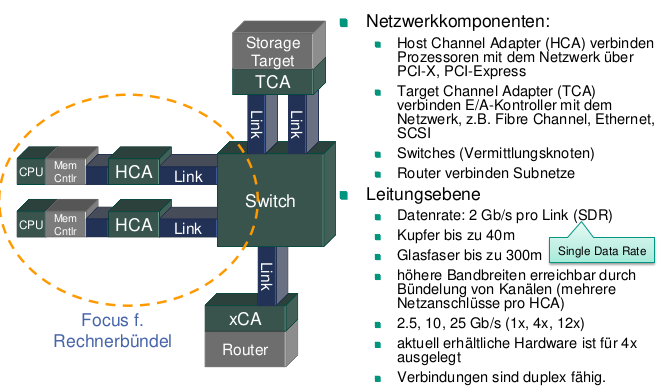 Storage
Target
TCA
Link
Link
CPU
Mem
Cntlr
HCA
Link
Switch
CPU
Mem
Cntlr
HCA
Link
Link
xCA
Router
Focus f.
Rechnerbündel
Netzwerkkomponenten:
Host Channel Adapter (HCA) verbinden
Prozessoren mit dem Netzwerk über
PCI-X, PCI-Express
Target Channel Adapter (TCA)
verbinden E/A-Kontroller mit dem
Netzwerk, z.B. Fibre Channel, Ethernet,
SCSI
Switches (Vermittlungsknoten)
Router verbinden Subnetze
Leitungsebene
Datenrate: 2 Gb/s pro Link (SDR)
Kupfer bis zu 40m
Glasfaser bis zu 300m
Single Data Rate
höhere Bandbreiten erreichbar durch
Bündelung von Kanälen (mehrere
Netzanschlüsse pro HCA)
2.5, 10, 25 Gb/s (1x, 4x, 12x)
aktuell erhältliche Hardware ist für 4x
ausgelegt
Verbindungen sind duplex fähig.